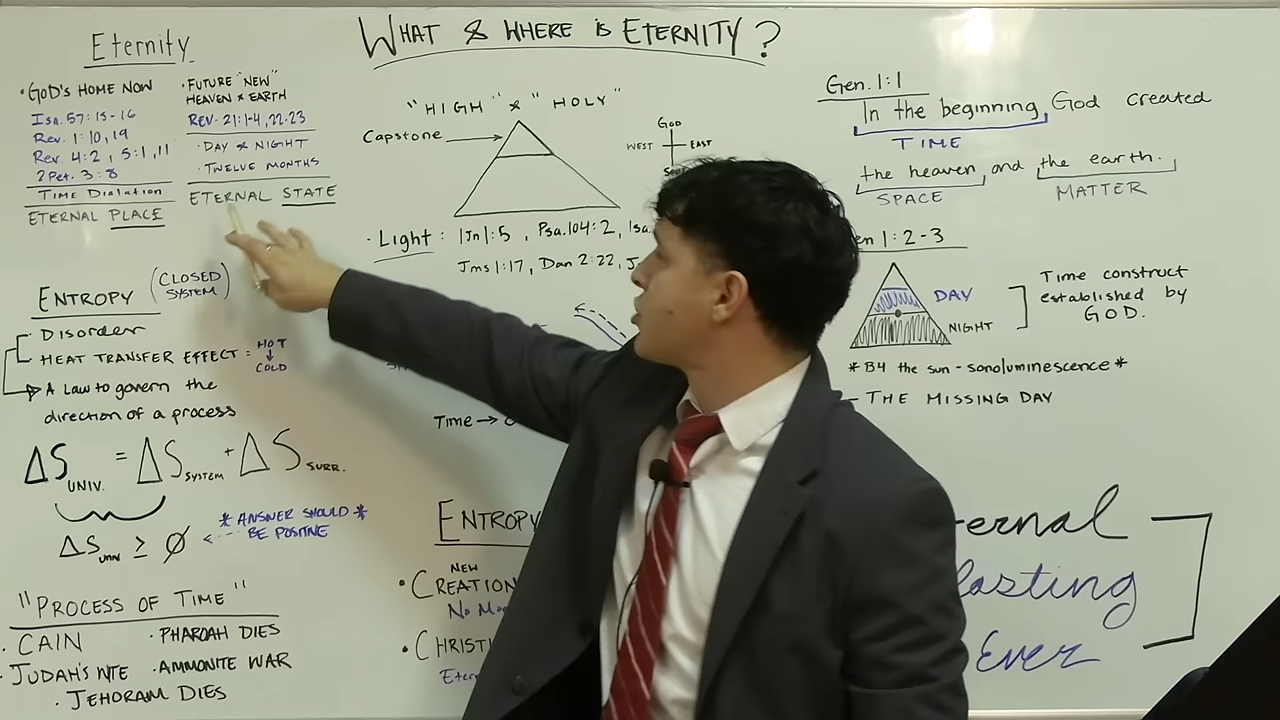 What & Where is Eternity?
Eternity
· God's Home Now
Isa. 57:15-16
Rev. 1:10, 19
Rev. 4:2, 5:1, 11
2 Pet. 3:8
Time Dialation
Eternal Place
· Future "New"
Heaven & Earth
Rev. 21:1-4, 22-23
· Day & Night
· Twelve Months
Eternal State
Entropy (Closed
System)
· Disorder
· Heat Transfer Effect: Hot
↓
Cold
A Law to govern the
direction of a process
ΔS UNIV. = ΔS SYSTEM + ΔS SURR.
ΔS univ ≥ Ø
* Answer should *
be positive
"Process of Time"
· Cain
· Pharoah Dies
· Judah's Wife
· Ammonite War
· Jehoram Dies
"High" & "Holy"
Capstone
God
West East
· Light: 1Jn 1:5, Psa. 104:2, Isa.
Jms 1:17, Dan 2:22, J
Time →
Entropy
New
· Creation
No
· Christi
Eter
Gen. 1:1
In the beginning, God created
Time
the heaven, and the earth.
Space
Matter
en 1:2-3
Day
Night
Time construct
established by
GOD.
* B4 the sun - sonoluminescence *
- The Missing Day
ernal
lasting
Ever